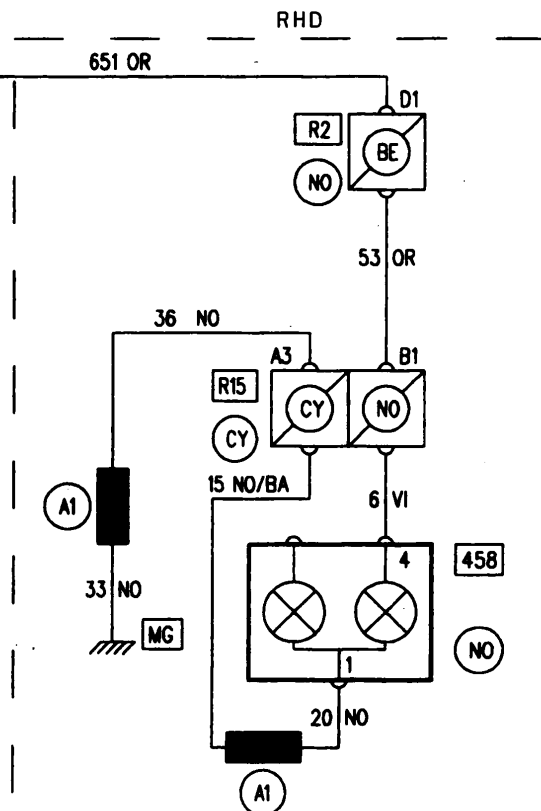 RHD
651 OR
D1
R2
BE
NO
53 OR
36 NO
A3
B1
R15
CY
NO
CY
15 NO/BA
6 VI
A1
4
458
33 NO
MG
1
NO
20 NO
A1